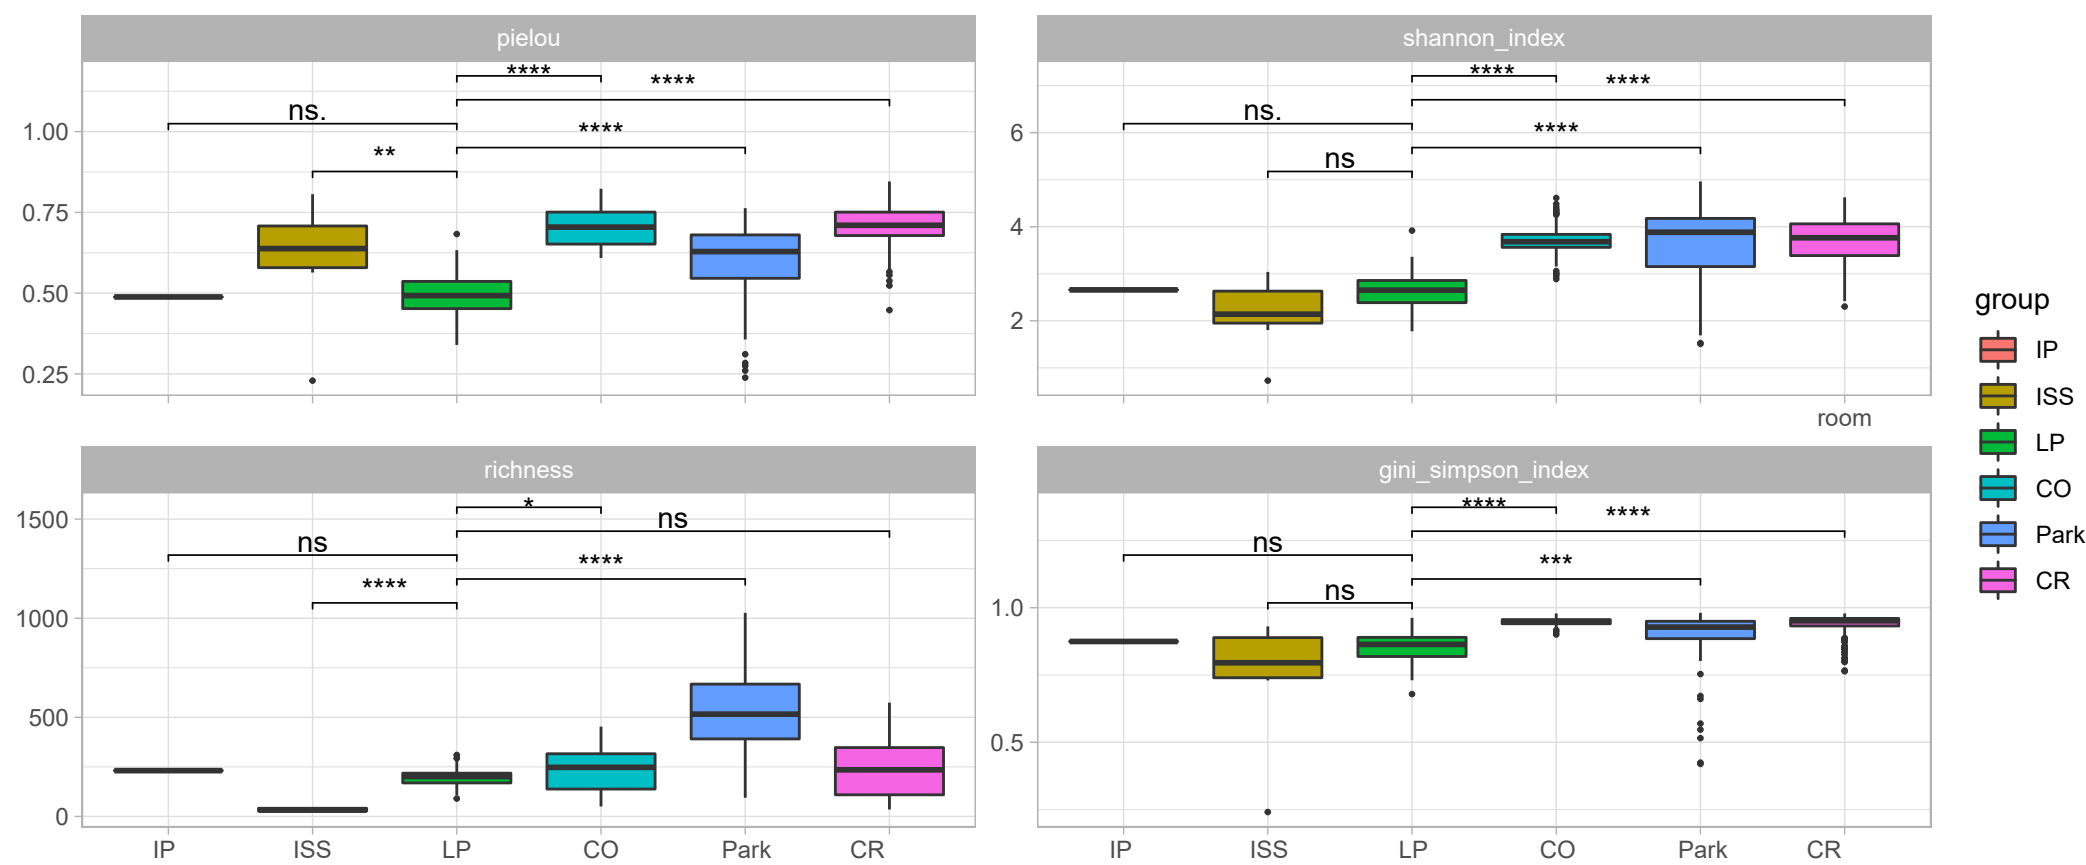 pielou
shannon_index
****
****
ns.
****
**
1.00
0.75
0.50
0.25
****
****
ns.
****
ns
6
4
2
room
richness
gini_simpson_index
*
ns
ns
****
****
1500
1000
500
0
****
****
ns
***
ns
1.0
0.5
IP ISS LP CO Park CR
IP ISS LP CO Park CR
group
IP
ISS
LP
CO
Park
CR